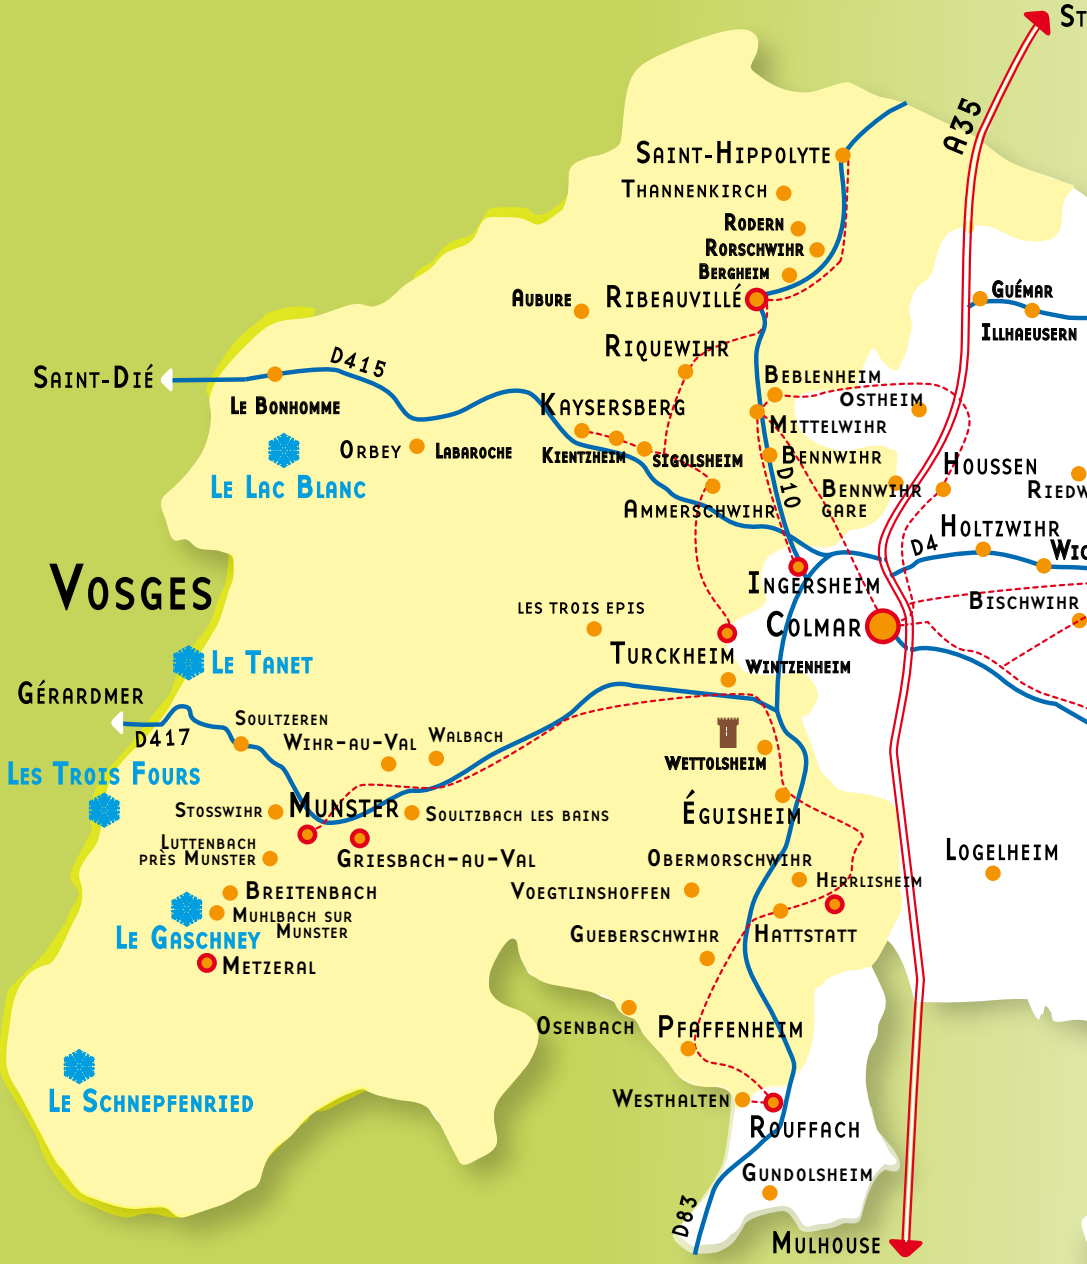 St
A35
Saint-Hippolyte
Thannenkirch
Rodern
Rorschwihr
Bergheim
Aubure
Ribeauvillé
Guémar
Illhaeusern
Riquewihr
D415
Saint-Dié
Beblenheim
Le Bonhomme
Kaysersberg
Ostheim
Mittelwihr
Orbey
Labaroche
Kientzheim
Sigolsheim
Bennwihr
Houssen
Le Lac Blanc
D10
Bennwihr
gare
Riedw
Ammerschwihr
Holtzwihr
D4
Wic
Vosges
Ingersheim
Bischwihr
Les Trois Epis
Colmar
Turckheim
Le Tanet
Wintzenheim
Gérardmer
Soultzeren
D417
Wihr-au-Val
Walbach
Wettolsheim
Les Trois Fours
Stosswihr
Munster
Soultzbach les Bains
Éguisheim
Luttenbach
près Munster
Griesbach-au-Val
Obermorschwihr
Logelheim
Herrlisheim
Breitenbach
Voegtlinshoffen
Muhlbach sur
Munster
Le Gaschney
Gueberschwihr
Hattstatt
Metzeral
Osenbach
Pfaffenheim
Le Schnepfenried
Westhalten
Rouffach
Gundolsheim
D83
Mulhouse